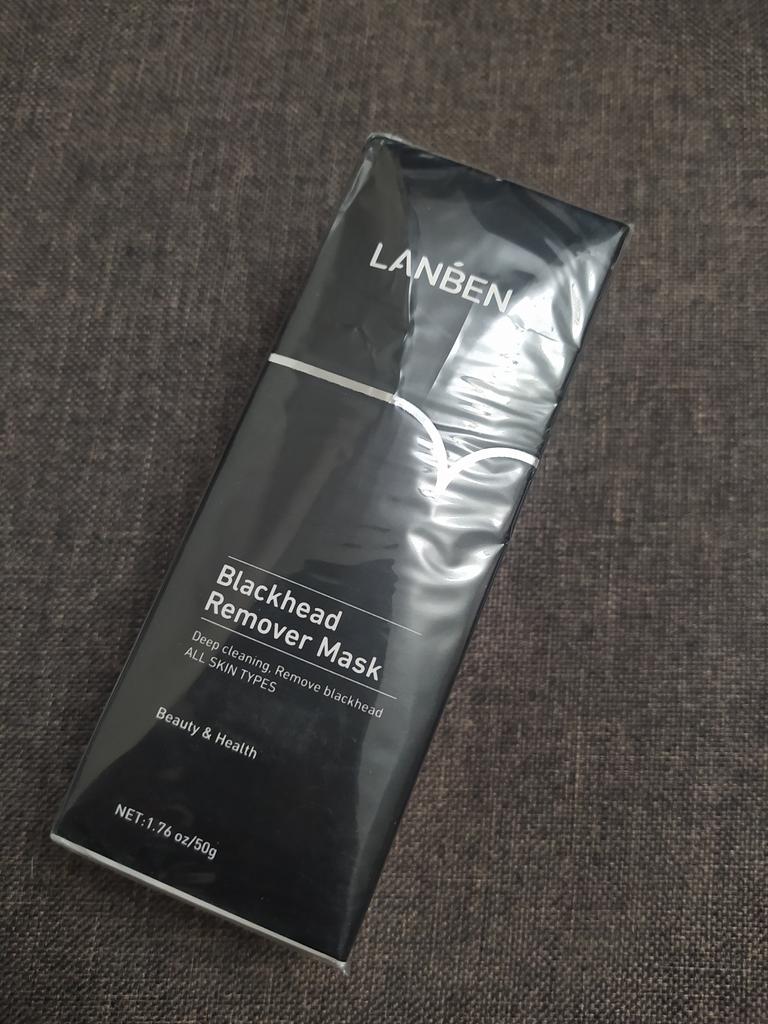 LANBEN
Blackhead
Remover Mask
Deep cleaning, Remove blackhead
ALL SKIN TYPES
Beauty & Health
NET:1.76 oz/50g